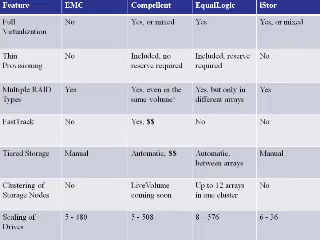 Feature EMC Compellent EqualLogic iStor
Full Virtualization No Yes, or mixed Yes Yes, or mixed
Thin Provisioning No Included, no reserve required Included, reserve required No
Multiple RAID Types Yes Yes, even in the same volume! Yes, but only in different arrays Yes
FastTrack No Yes, $$ No No
Tiered Storage Manual Automatic, $$ Automatic, between arrays Manual
Clustering of Storage Nodes No LiveVolume coming soon Up to 12 arrays in one cluster No
Scaling of Drives 5 - 480 5 - 508 8 – 576 6 - 36